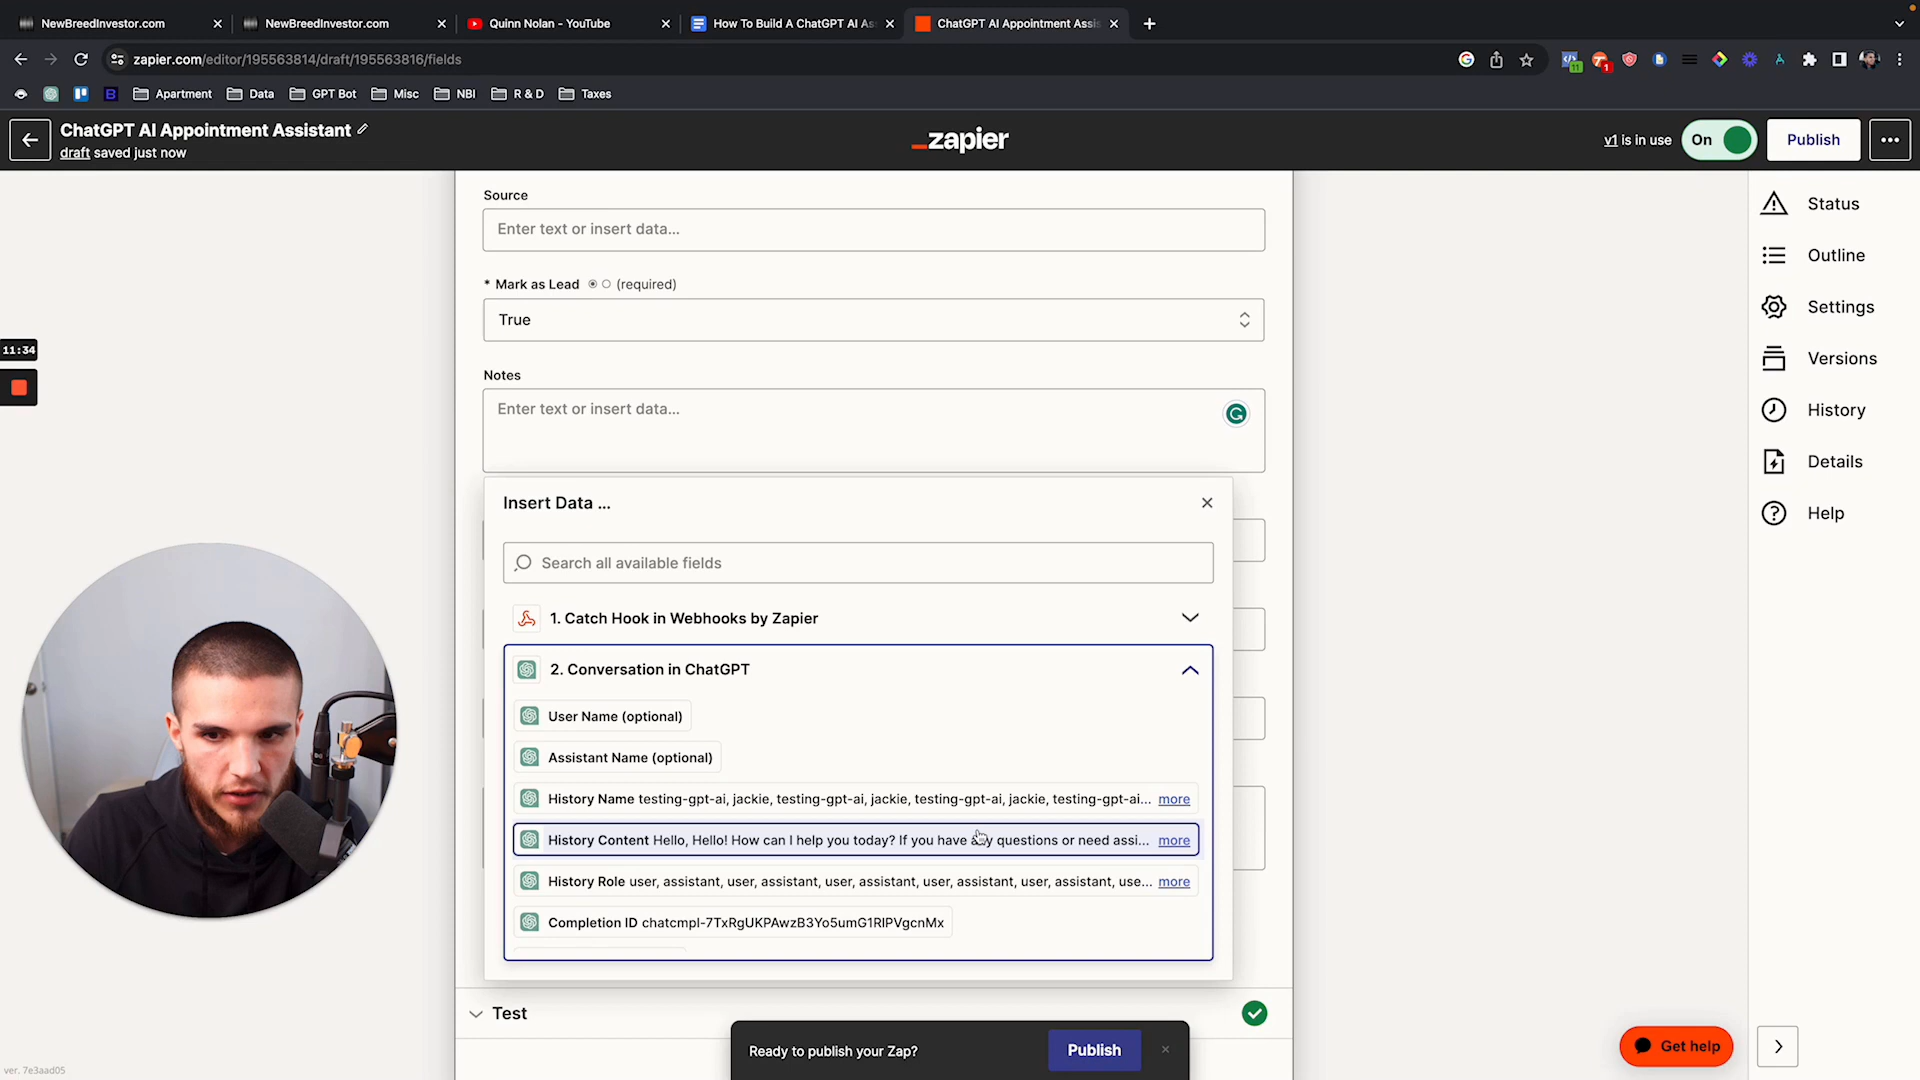 NewBreedInvestor.com
NewBreedInvestor.com
Quinn Nolan - YouTube
How To Build A ChatGPT AI As
ChatGPT AI Appointment Assis
zapier.com/editor/195563814/draft/195563816/fields
11
1
Apartment
Data
GPT Bot
Misc
NBI
R & D
Taxes
ChatGPT AI Appointment Assistant
draft saved just now
_zapier
v1 is in use
On
Publish
Source
Enter text or insert data...
* Mark as Lead (required)
True
Notes
Enter text or insert data...
11:34
Insert Data ...
Search all available fields
1. Catch Hook in Webhooks by Zapier
2. Conversation in ChatGPT
User Name (optional)
Assistant Name (optional)
History Name testing-gpt-ai, jackie, testing-gpt-ai, jackie, testing-gpt-ai, jackie, testing-gpt-ai... more
History Content Hello, Hello! How can I help you today? If you have any questions or need assi... more
History Role user, assistant, user, assistant, user, assistant, user, assistant, user, assistant, use... more
Completion ID chatcmpl-7TxRgUKPAwzB3Yo5umG1RlPVgcnMx
Test
Ready to publish your Zap?
Publish
Status
Outline
Settings
Versions
History
Details
Help
Get help
ver. 7e3aad05